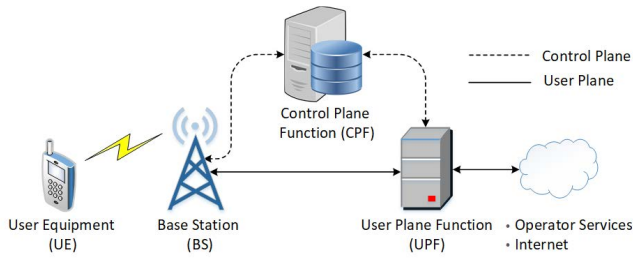 Control Plane
User Plane
Control Plane
Function (CPF)
User Equipment
(UE)
Base Station
(BS)
User Plane Function
(UPF)
• Operator Services
• Internet